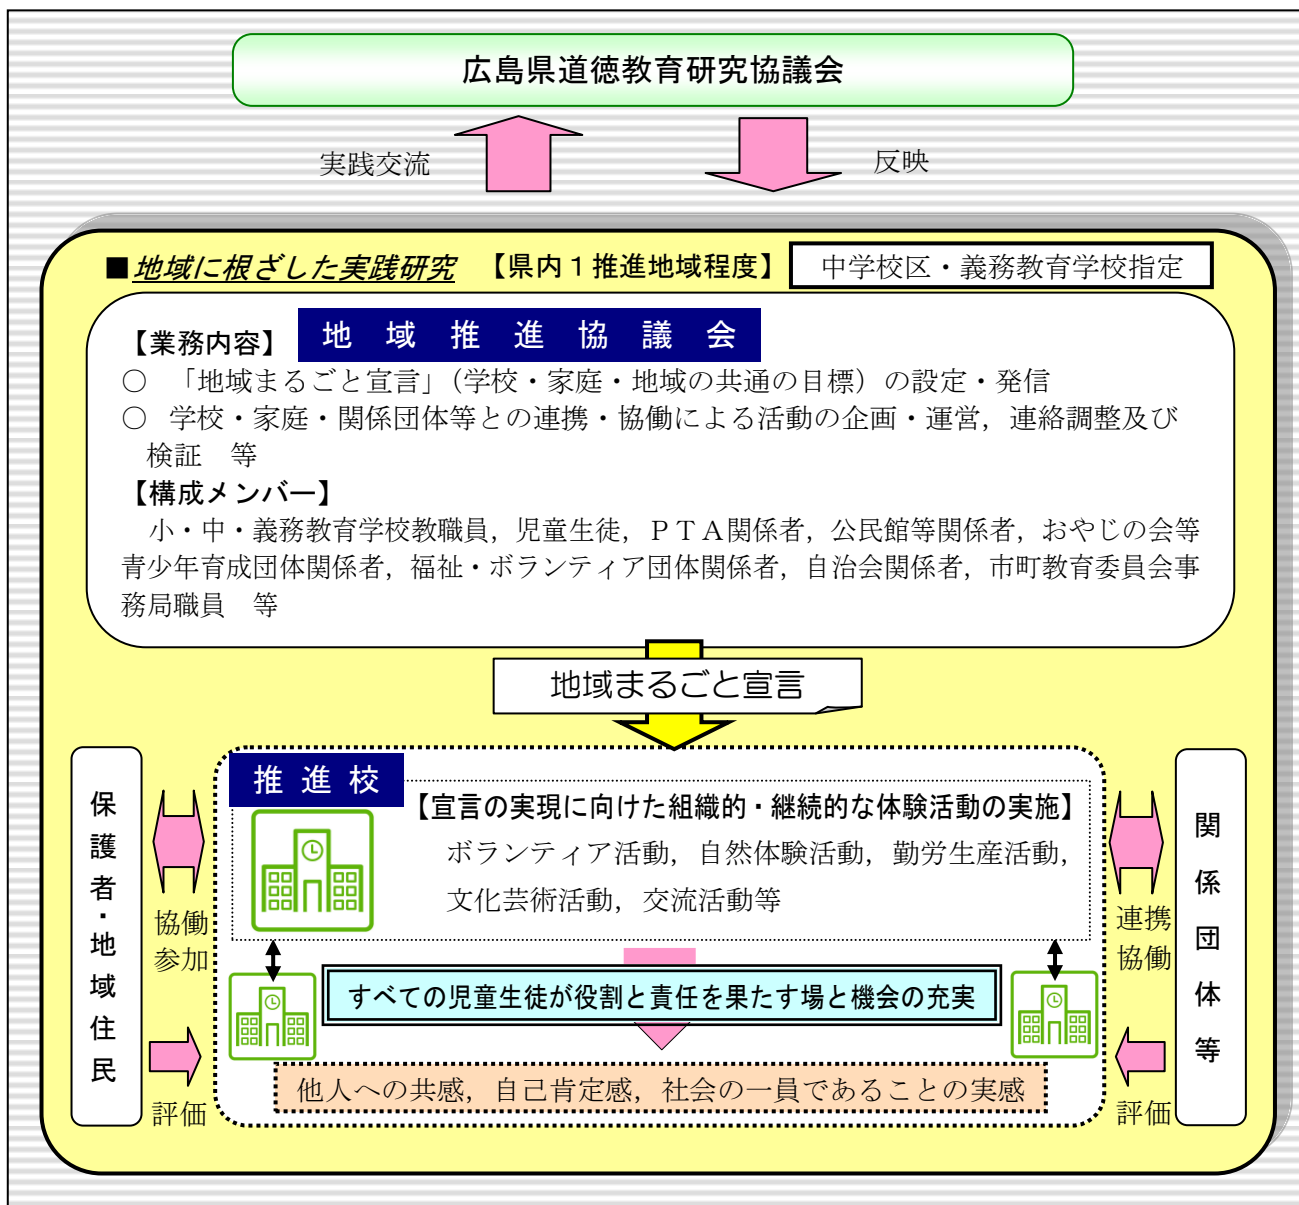 広島県道徳教育研究協議会
実践交流
反映
■地域に根ざした実践研究 【県内１推進地域程度】 中学校区・義務教育学校指定
【業務内容】 地域推進協議会
○ 「地域まるごと宣言」（学校・家庭・地域の共通の目標）の設定・発信
○ 学校・家庭・関係団体等との連携・協働による活動の企画・運営，連絡調整及び
検証　等
【構成メンバー】
小・中・義務教育学校教職員，児童生徒，ＰＴＡ関係者，公民館等関係者，おやじの会等
青少年育成団体関係者，福祉・ボランティア団体関係者，自治会関係者，市町教育委員会事
務局職員　等
地域まるごと宣言
保護者・地域住民
協働
参加
評価
推進校
【宣言の実現に向けた組織的・継続的な体験活動の実施】
ボランティア活動，自然体験活動，勤労生産活動，
文化芸術活動，交流活動等
すべての児童生徒が役割と責任を果たす場と機会の充実
他人への共感，自己肯定感，社会の一員であることの実感
連携
協働
評価
関係団体等